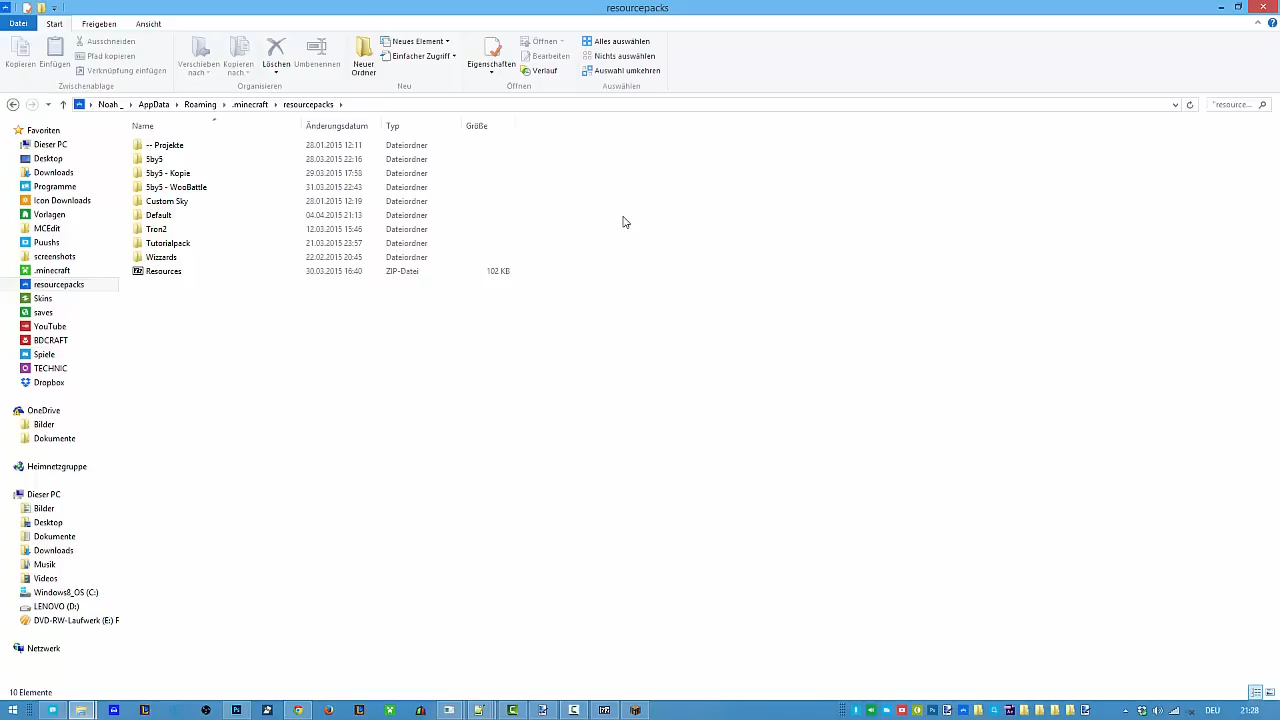 resourcepacks
Datei Start Freigeben Ansicht
Kopieren
Einfügen
Ausschneiden
Pfad kopieren
Verknüpfung einfügen
Zwischenablage
Verschieben nach
Kopieren nach
Löschen
Umbenennen
Organisieren
Neuer Ordner
Neues Element
Einfacher Zugriff
Neu
Eigenschaften
Öffnen
Bearbeiten
Verlauf
Öffnen
Alles auswählen
Nichts auswählen
Auswahl umkehren
Auswählen
Noah _ AppData Roaming .minecraft resourcepacks
"resource...
Name Änderungsdatum Typ Größe
-- Projekte 28.01.2015 12:11 Dateiordner
5by5 28.03.2015 22:16 Dateiordner
5by5 - Kopie 29.03.2015 17:58 Dateiordner
5by5 - WooBattle 31.03.2015 22:43 Dateiordner
Custom Sky 28.01.2015 12:19 Dateiordner
Default 04.04.2015 21:13 Dateiordner
Tron2 12.03.2015 15:46 Dateiordner
Tutorialpack 21.03.2015 23:57 Dateiordner
Wizzards 22.02.2015 20:45 Dateiordner
Resources 30.03.2015 16:40 ZIP-Datei 102 KB
Favoriten
Dieser PC
Desktop
Downloads
Programme
Icon Downloads
Vorlagen
MCEdit
Puushs
screenshots
.minecraft
resourcepacks
Skins
saves
YouTube
BDCRAFT
Spiele
TECHNIC
Dropbox
OneDrive
Bilder
Dokumente
Heimnetzgruppe
Dieser PC
Bilder
Desktop
Dokumente
Downloads
Musik
Videos
Windows8_OS (C:)
LENOVO (D:)
DVD-RW-Laufwerk (E:) F
Netzwerk
10 Elemente
DEU 21:28